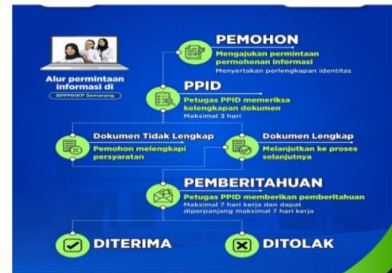 PEMOHON
Mengajukan permintaan
permohonan informasi
Menyertakan perlengkapan identitas
Alur permintaan
informasi di
BPPMHKP Semarang
PPID
Petugas PPID memeriksa
kelengkapan dokumen
Maksimal 3 hari
Dokumen Tidak Lengkap
Pemohon melengkapi
persyaratan
Dokumen Lengkap
Melanjutkan ke proses
selanjutnya
PEMBERITAHUAN
Petugas PPID memberikan pemberitahuan
Maksimal 7 hari kerja dan dapat
diperpanjang maksimal 7 hari kerja
DITERIMA
DITOLAK